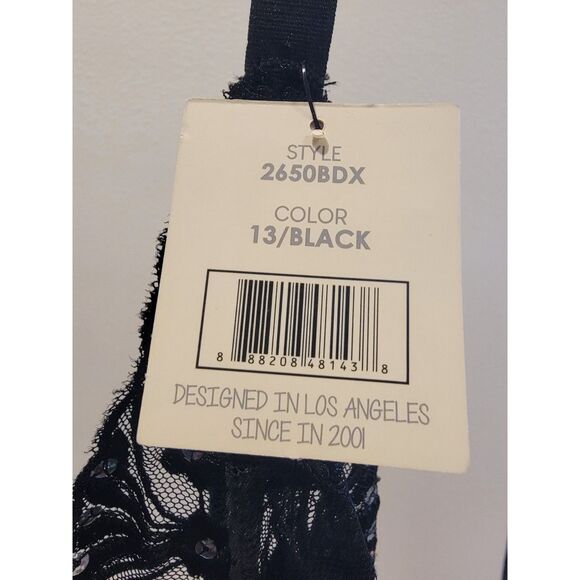 STYLE
2650BDX
COLOR
13/BLACK
8 88208 48143 8
DESIGNED IN LOS ANGELES
SINCE IN 2001